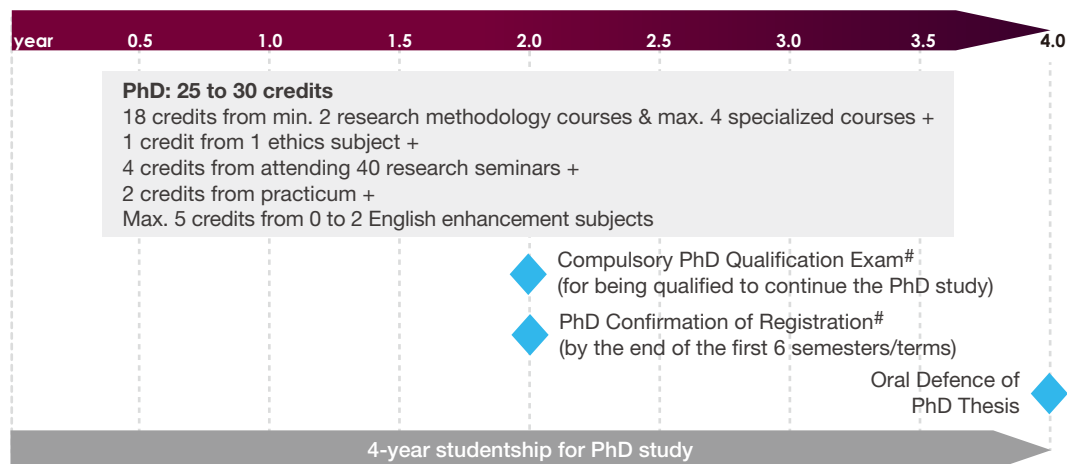 year 0.5 1.0 1.5 2.0 2.5 3.0 3.5 4.0
PhD: 25 to 30 credits
18 credits from min. 2 research methodology courses & max. 4 specialized courses +
1 credit from 1 ethics subject +
4 credits from attending 40 research seminars +
2 credits from practicum +
Max. 5 credits from 0 to 2 English enhancement subjects
Compulsory PhD Qualification Exam#
(for being qualified to continue the PhD study)
PhD Confirmation of Registration#
(by the end of the first 6 semesters/terms)
Oral Defence of
PhD Thesis
4-year studentship for PhD study